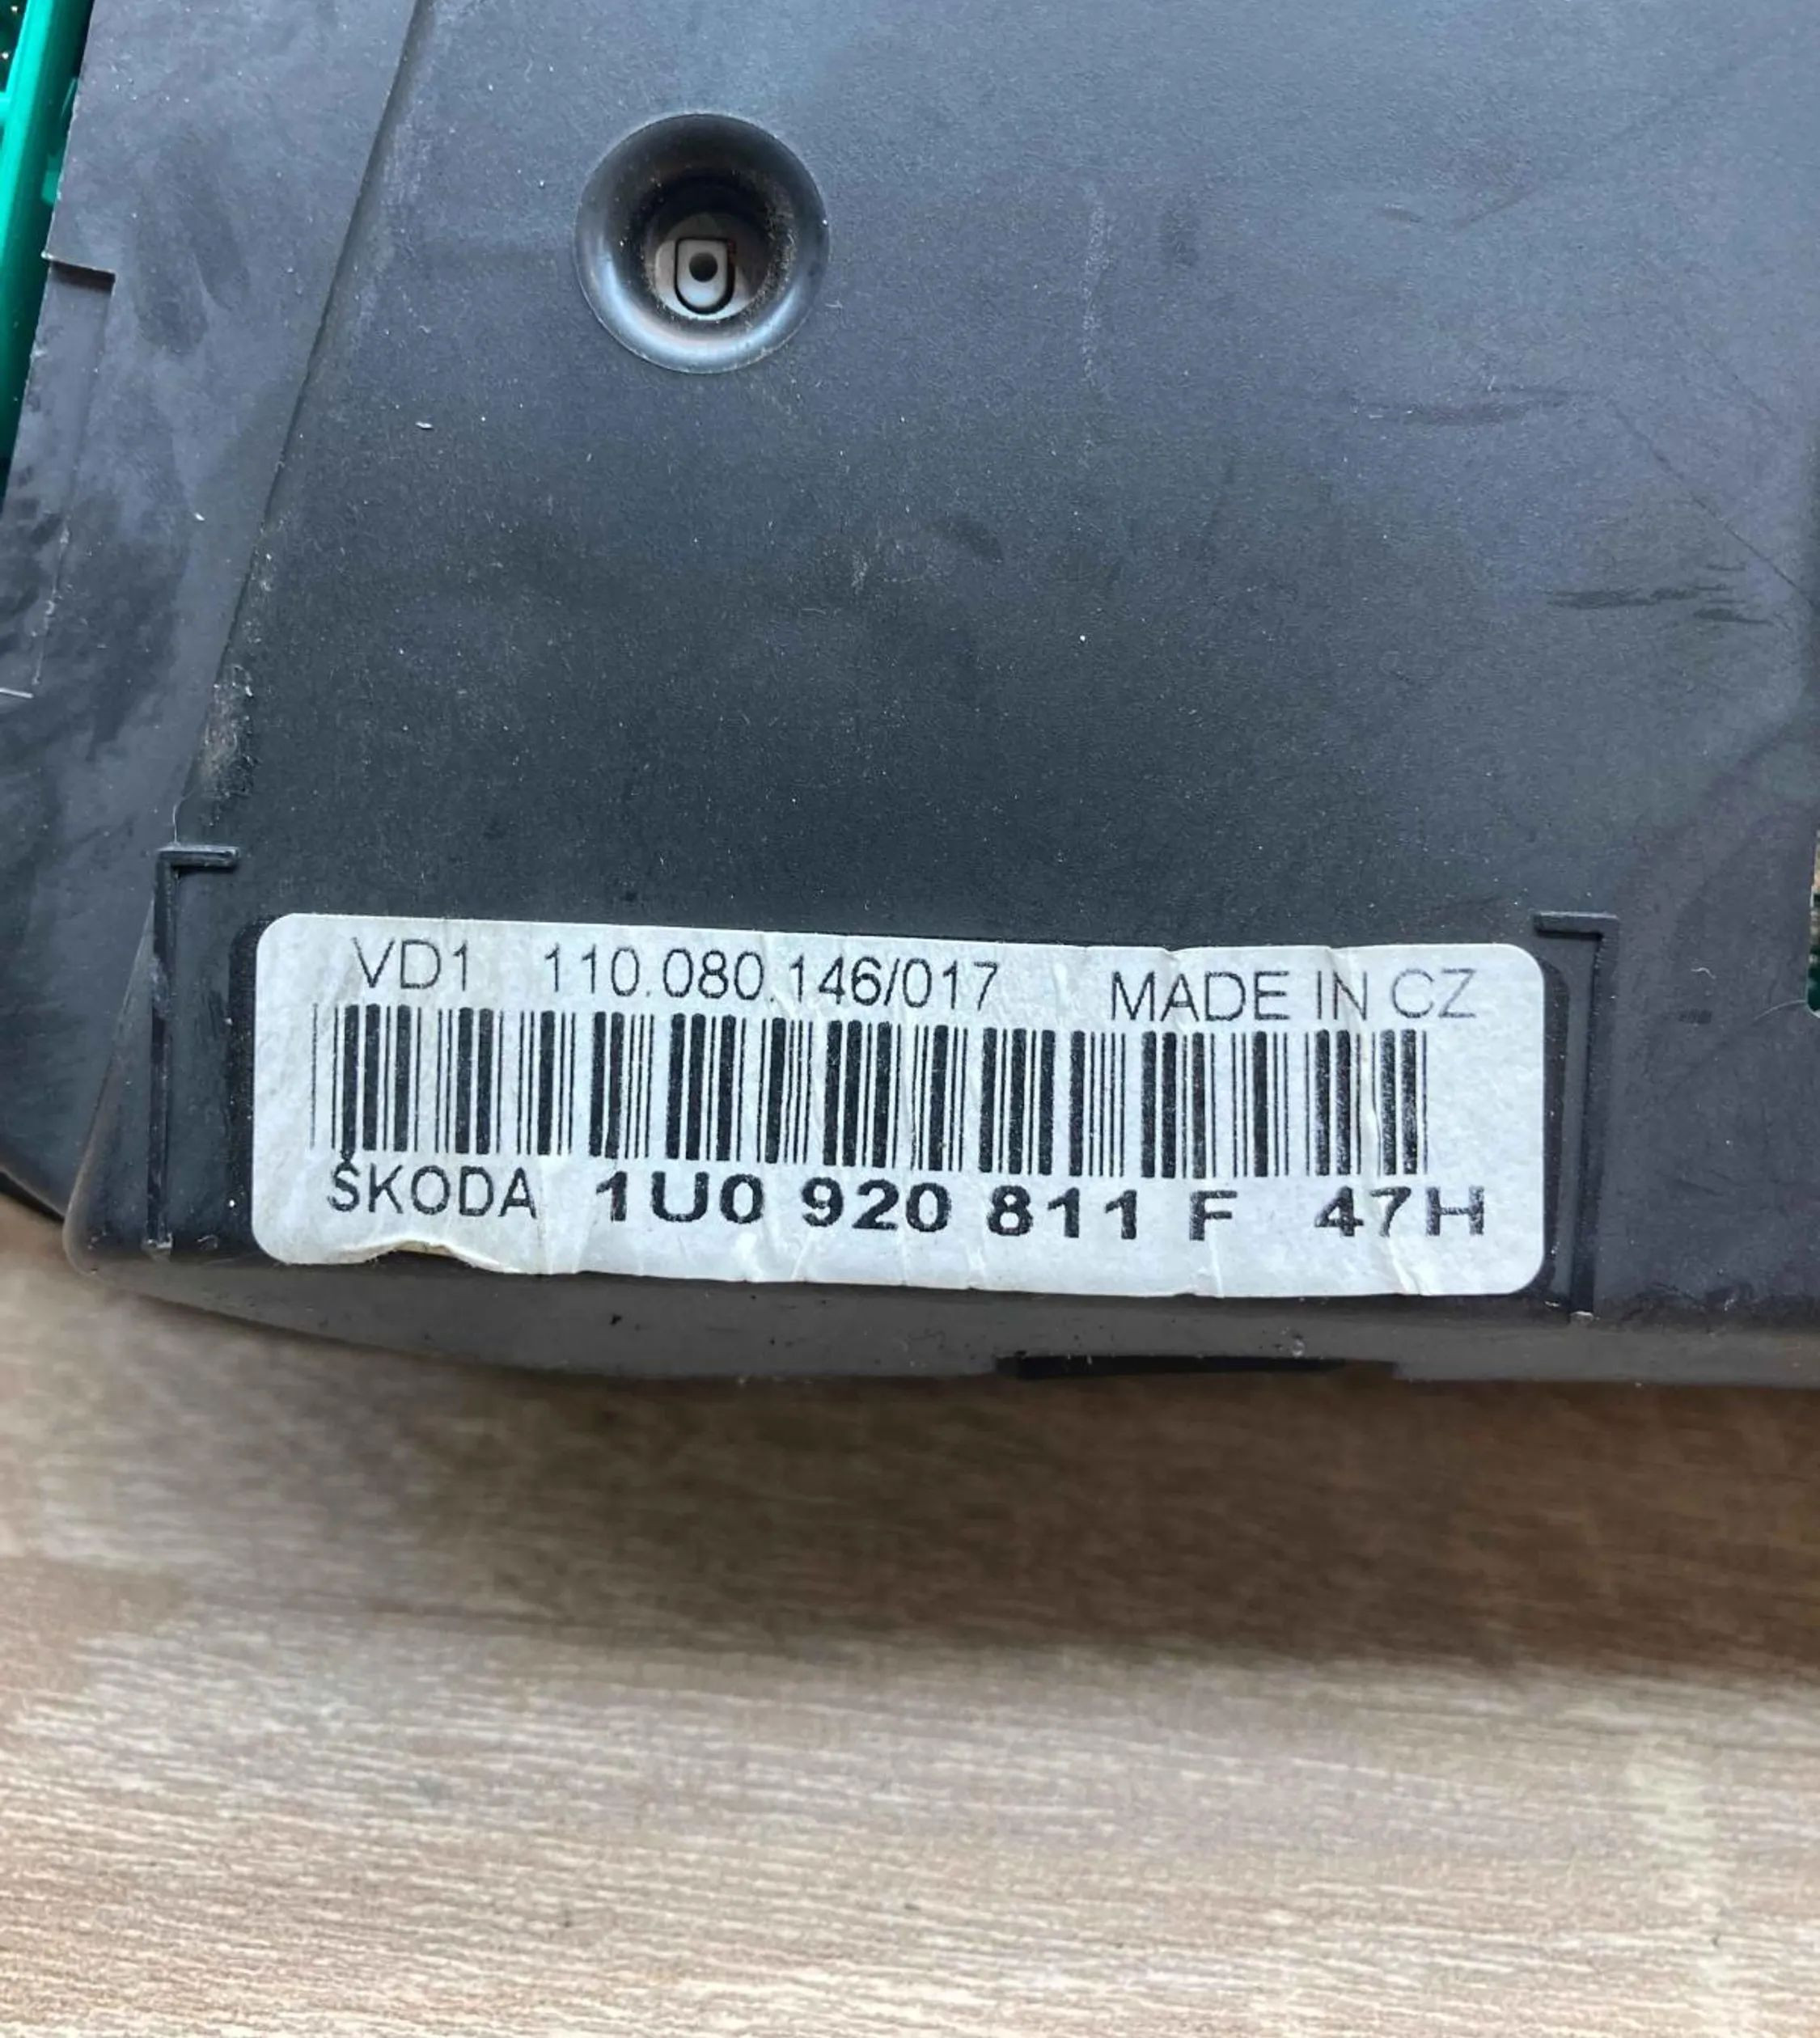 VD1 110.080.146/017 MADE IN CZ
ŠKODA 1U0 920 811 F 47H